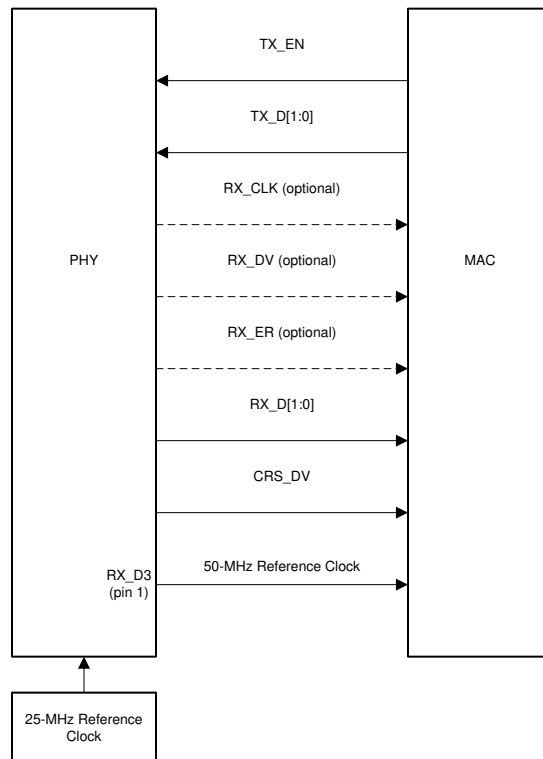 TX_EN
TX_D[1:0]
RX_CLK (optional)
PHY
RX_DV (optional)
MAC
RX_ER (optional)
RX_D[1:0]
CRS_DV
RX_D3
(pin 1)
50-MHz Reference Clock
25-MHz Reference
Clock